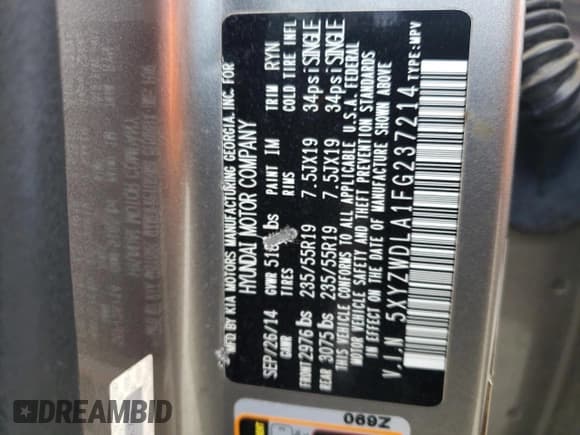 MFD BY KIA MOTORS MANUFACTURING GEORGIA, INC. FOR
HYUNDAI MOTOR COMPANY
SEP/26/14 GVWR lbs PAINT IM TRIM RYN
GAWR TIRES RIMS COLD TIRE INFL
FRONT 2976 lbs 235/55R19 7.5JX19 34psi SINGLE
REAR 3075 lbs 235/55R19 7.5JX19 34psi SINGLE
THIS VEHICLE CONFORMS TO ALL APPLICABLE U.S.A. FEDERAL
MOTOR VEHICLE SAFETY AND THEFT PREVENTION STANDARDS
IN EFFECT ON THE DATE OF MANUFACTURE SHOWN ABOVE
V.I.N 5XYZWDLA1FG237214 TYPE:MPV
Z690
DREAMBID